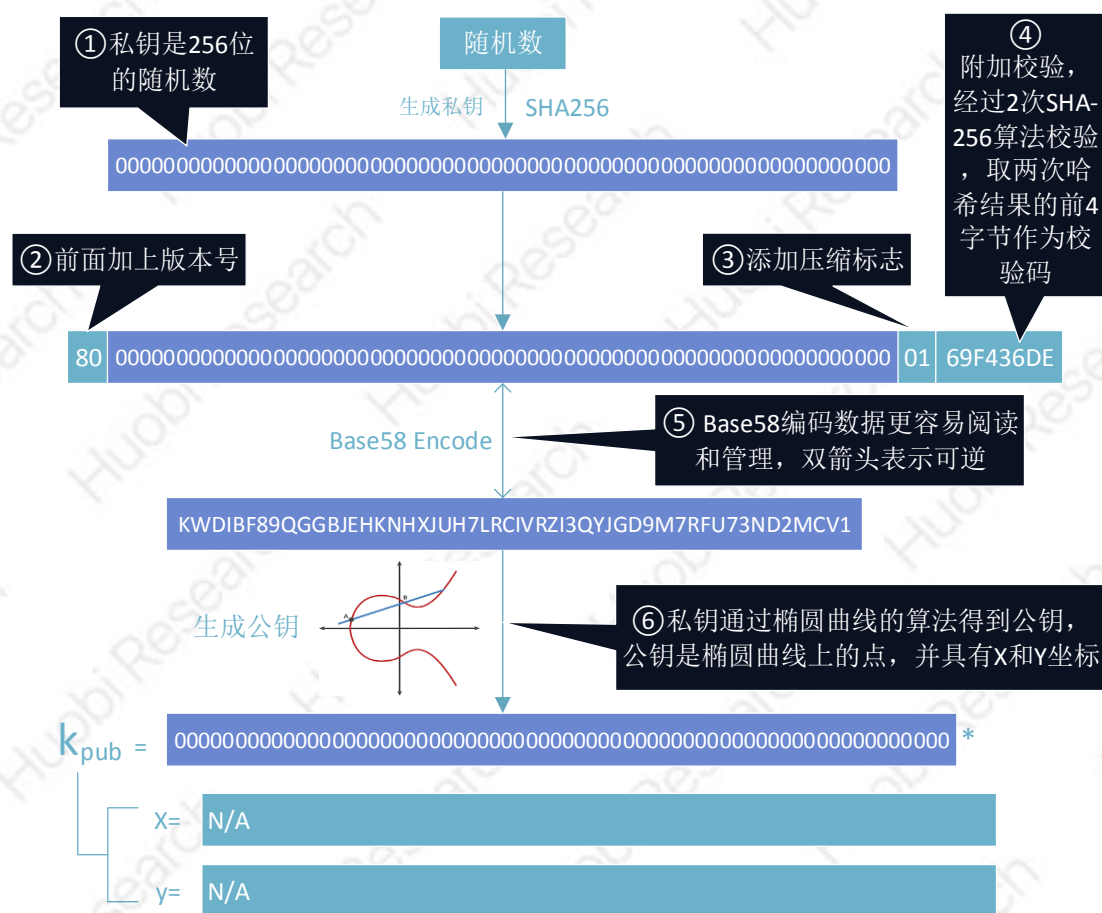 ①私钥是256位
的随机数
随机数
生成私钥
SHA256
④
附加校验，
经过2次SHA-
256算法校验
，取两次哈
希结果的前4
字节作为校
验码
0000000000000000000000000000000000000000000000000000000000000000
②前面加上版本号
③添加压缩标志
80 0000000000000000000000000000000000000000000000000000000000000000 01 69F436DE
Base58 Encode
⑤ Base58编码数据更容易阅读
和管理，双箭头表示可逆
KWDIBF89QGGBJEHKNHXJUH7LRCIVRZI3QYJGD9M7RFU73ND2MCV1
生成公钥
A
B
⑥私钥通过椭圆曲线的算法得到公钥，
公钥是椭圆曲线上的点，并具有X和Y坐标
kpub = 0000000000000000000000000000000000000000000000000000000000000000 *
X= N/A
y= N/A
Huobi Research